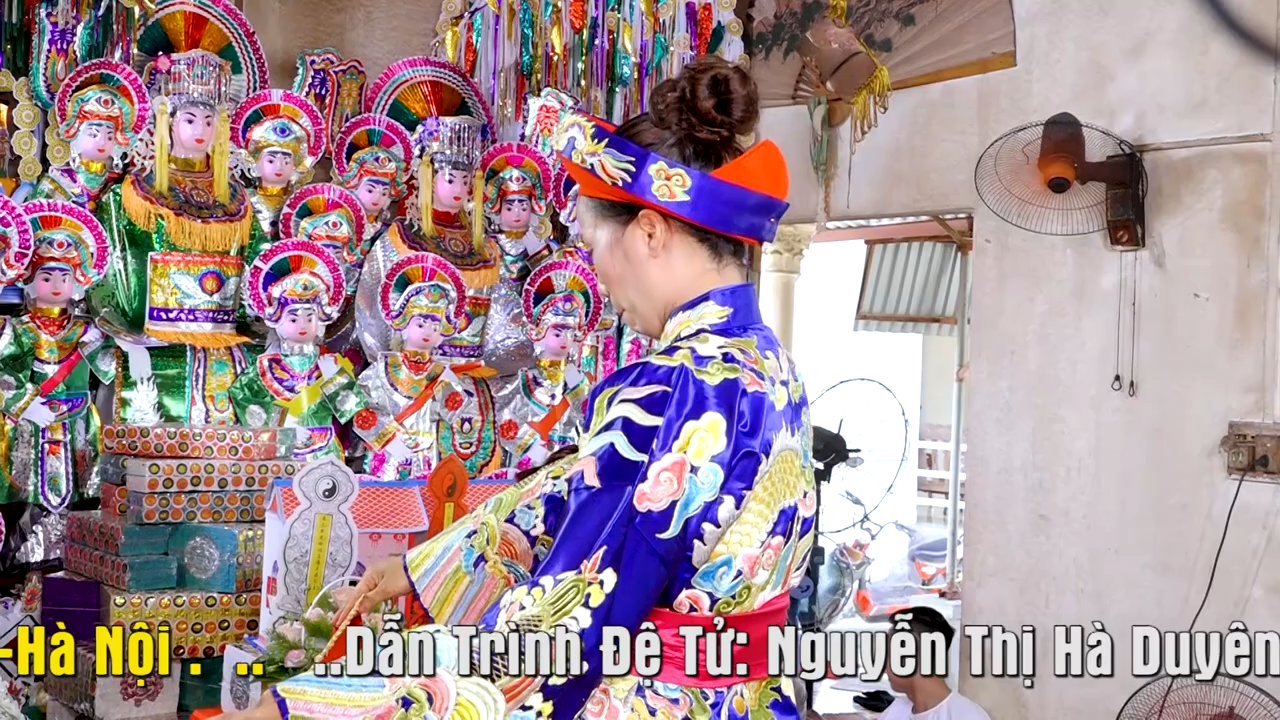 -Hà Nội . .. ..Dẫn Trình Đệ Tử: Nguyễn Thị Hà Duyên